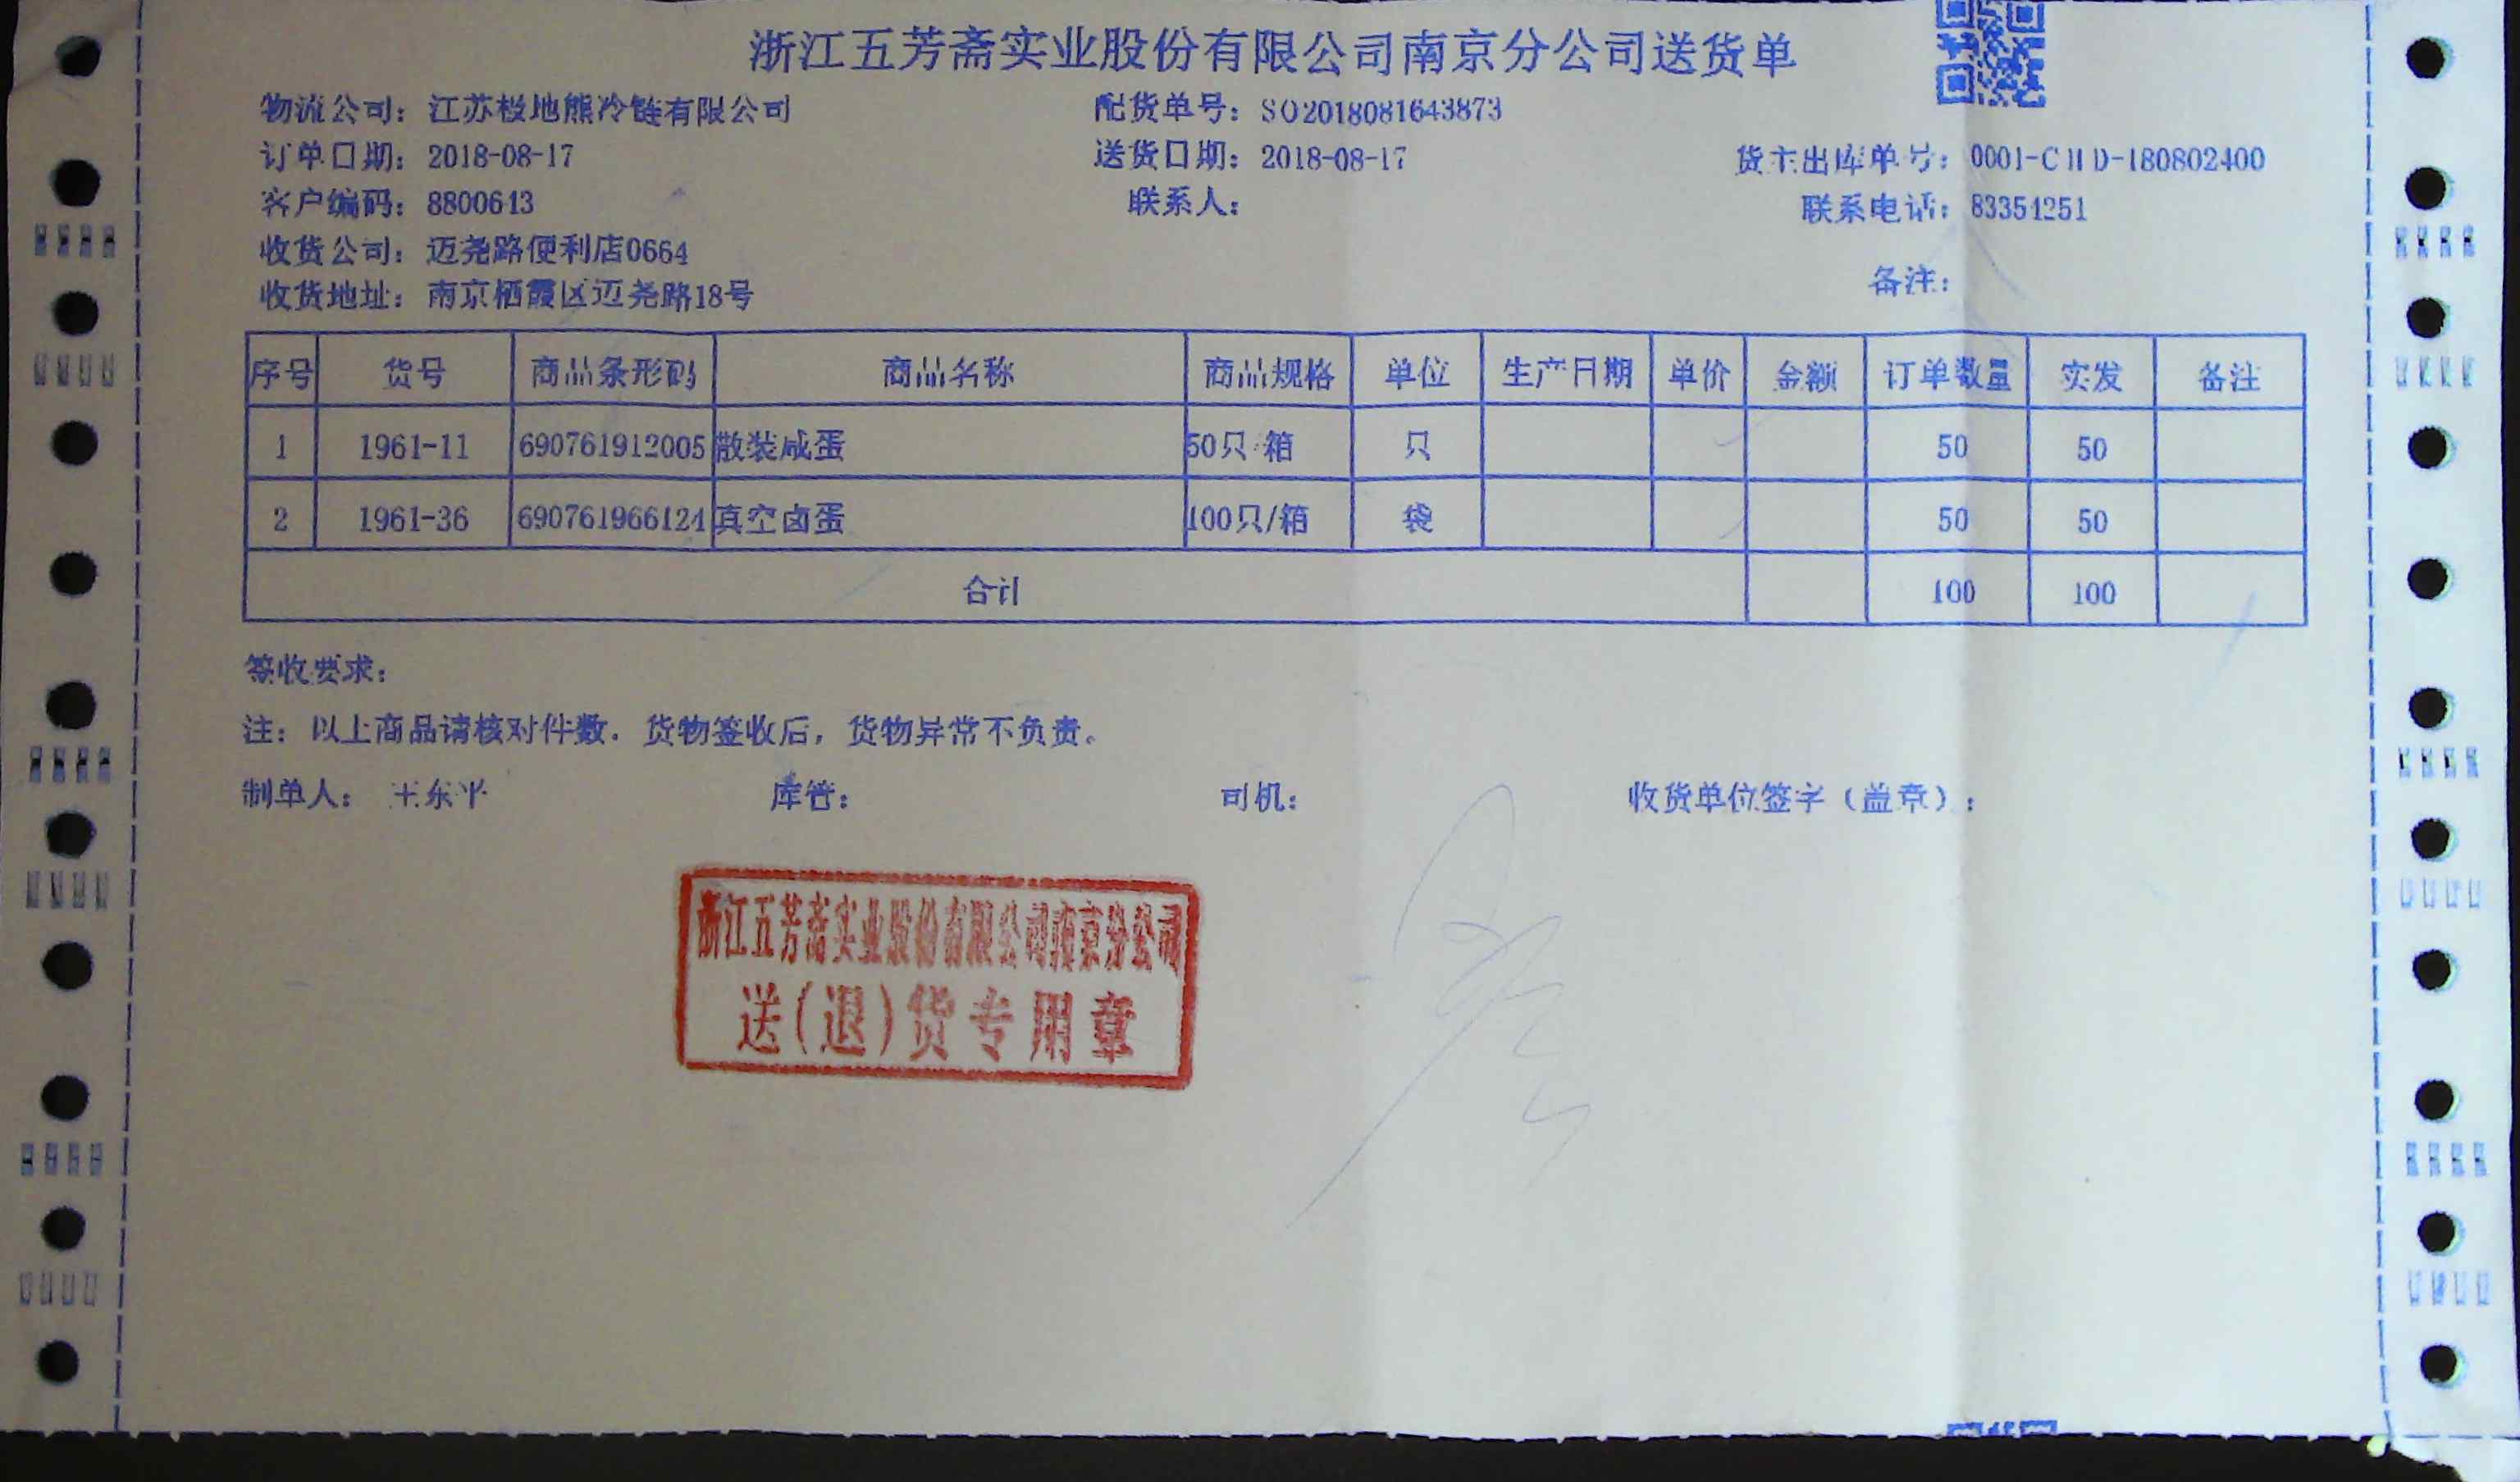 浙江五芳斋实业股份有限公司南京分公司送货单
物流公司：江苏极地熊冷链有限公司 配货单号：SO2018081643873
订单日期：2018-08-17 送货日期：2018-08-17 货主出库单号：0001-CHD-180802400
客户编码：8800613 联系人： 联系电话：83351251
收货公司：迈尧路便利店0664
收货地址：南京栖霞区迈尧路18号 备注：
序号 货号 商品条形码 商品名称 商品规格 单位 生产日期 单价 金额 订单数量 实发 备注
1 1961-11 690761912005 散装咸蛋 50只/箱 只 50 50
2 1961-36 690761966124 真空卤蛋 100只/箱 袋 50 50
合计 100 100
签收要求：
注：以上商品请核对件数．货物签收后，货物异常不负责。
制单人：王东平 库管： 司机： 收货单位签字（盖章）：
浙江五芳斋实业股份有限公司南京分公司
送(退)货专用章